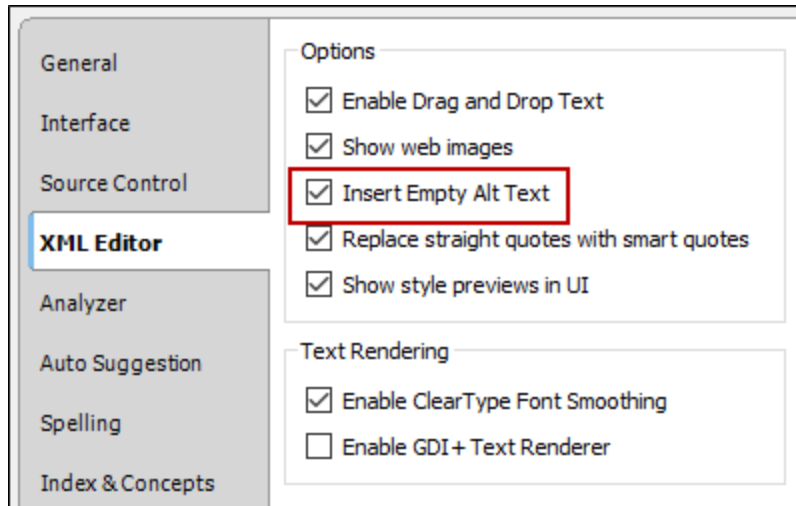 General
Interface
Source Control
XML Editor
Analyzer
Auto Suggestion
Spelling
Index & Concepts
Options
Enable Drag and Drop Text
Show web images
Insert Empty Alt Text
Replace straight quotes with smart quotes
Show style previews in UI
Text Rendering
Enable ClearType Font Smoothing
Enable GDI+ Text Renderer